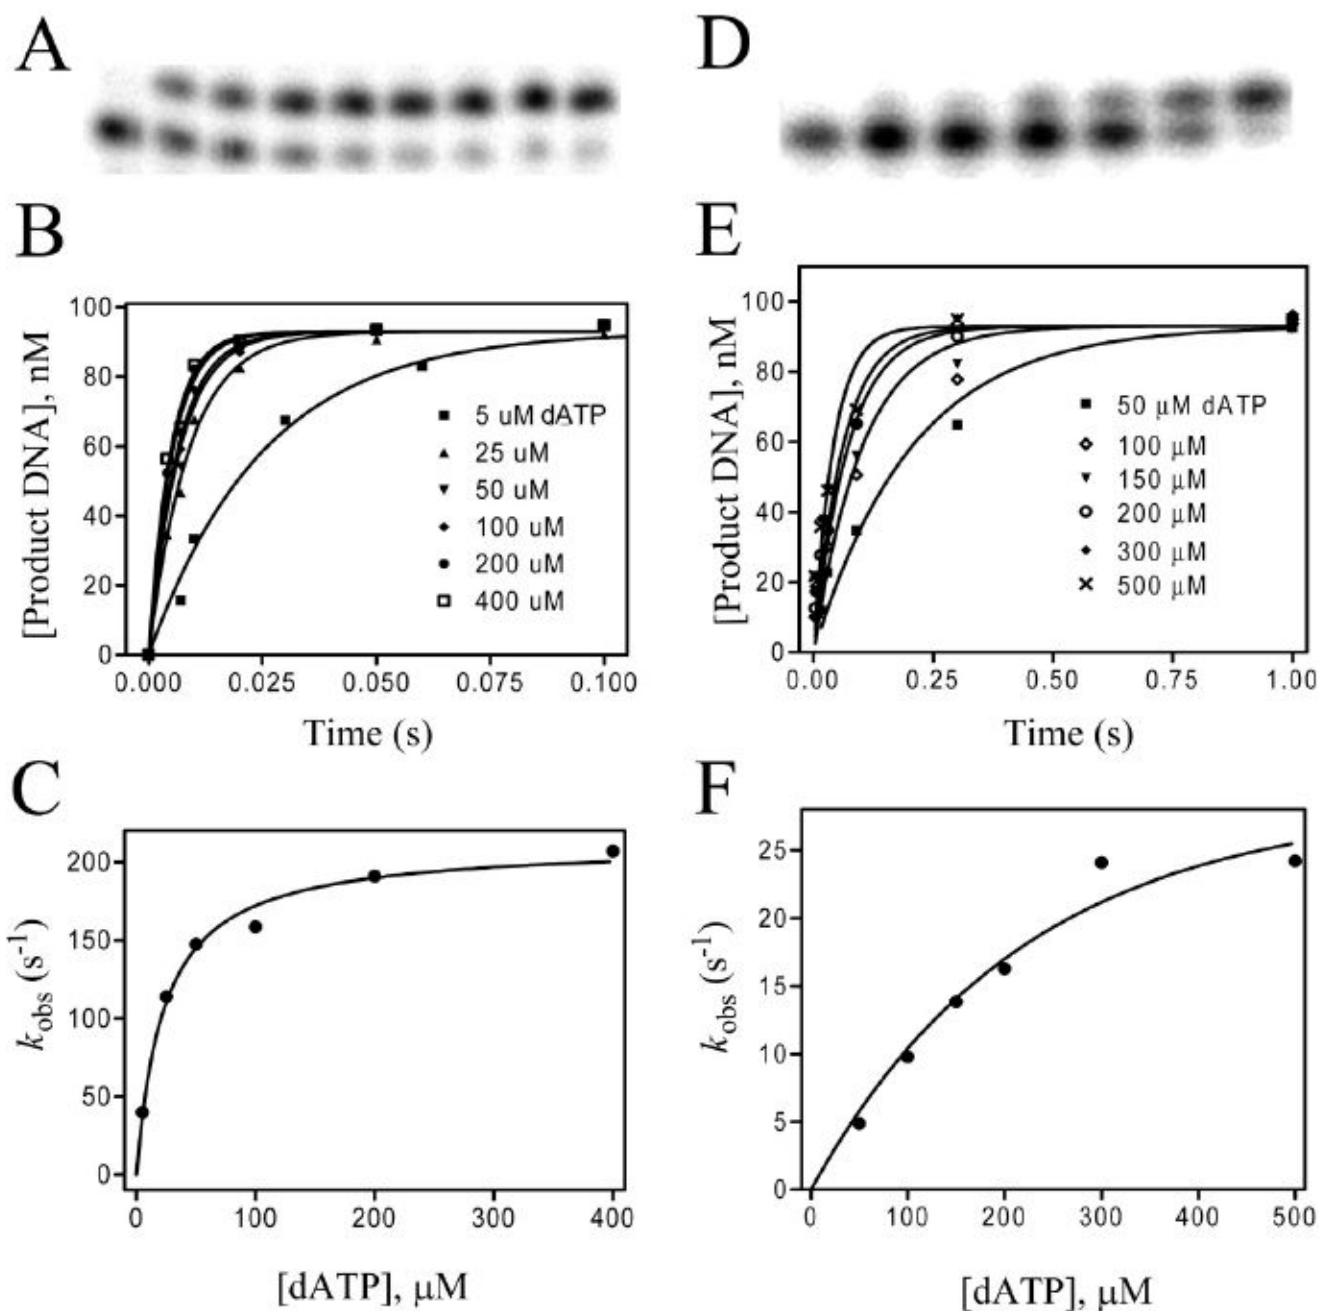 A
D
B
[Product DNA], nM
100
80
60
40
20
0
5 uM dATP
25 uM
50 uM
100 uM
200 uM
400 uM
0.000
0.025
0.050
0.075
0.100
Time (s)
E
[Product DNA], nM
100
80
60
40
20
0
50 μM dATP
100 μM
150 μM
200 μM
300 μM
500 μM
0.00
0.25
0.50
0.75
1.00
Time (s)
C
kobs (s-1)
200
150
100
50
0
0
100
200
300
400
[dATP], μM
F
kobs (s-1)
25
20
15
10
5
0
0
100
200
300
400
500
[dATP], μM